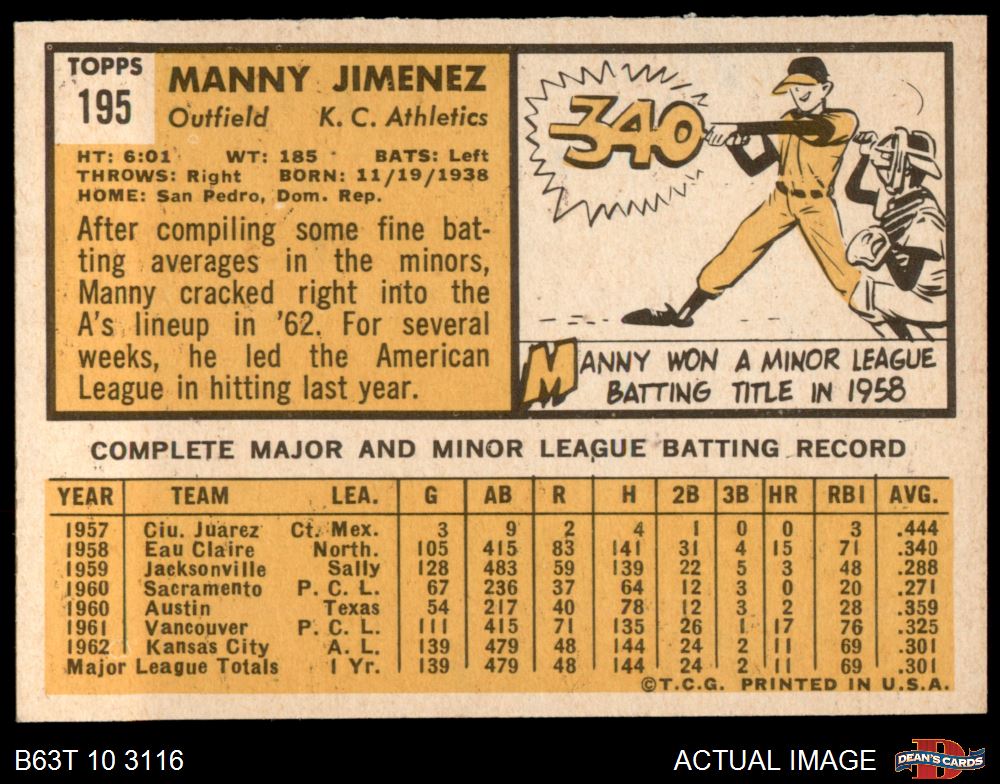 TOPPS
195
MANNY JIMENEZ
Outfield K. C. Athletics
HT: 6:01 WT: 185 BATS: Left
THROWS: Right BORN: 11/19/1938
HOME: San Pedro, Dom. Rep.
After compiling some fine bat-
ting averages in the minors,
Manny cracked right into the
A's lineup in '62. For several
weeks, he led the American
League in hitting last year.
340
MANNY WON A MINOR LEAGUE
BATTING TITLE IN 1958
COMPLETE MAJOR AND MINOR LEAGUE BATTING RECORD
YEAR TEAM LEA. G AB R H 2B 3B HR RBI AVG.
1957 Ciu. Juarez Ct. Mex. 3 9 2 4 1 0 0 3 .444
1958 Eau Claire North. 105 415 83 141 31 4 15 71 .340
1959 Jacksonville Sally 128 483 59 139 22 5 3 48 .288
1960 Sacramento P. C. L. 67 236 37 64 12 3 0 20 .271
1960 Austin Texas 54 217 40 78 12 3 2 28 .359
1961 Vancouver P. C. L. 111 415 71 135 26 1 17 76 .325
1962 Kansas City A. L. 139 479 48 144 24 2 11 69 .301
Major League Totals 1 Yr. 139 479 48 144 24 2 11 69 .301
©T.C.G. PRINTED IN U.S.A.
B63T 10 3116 ACTUAL IMAGE
D
DEAN'S CARDS